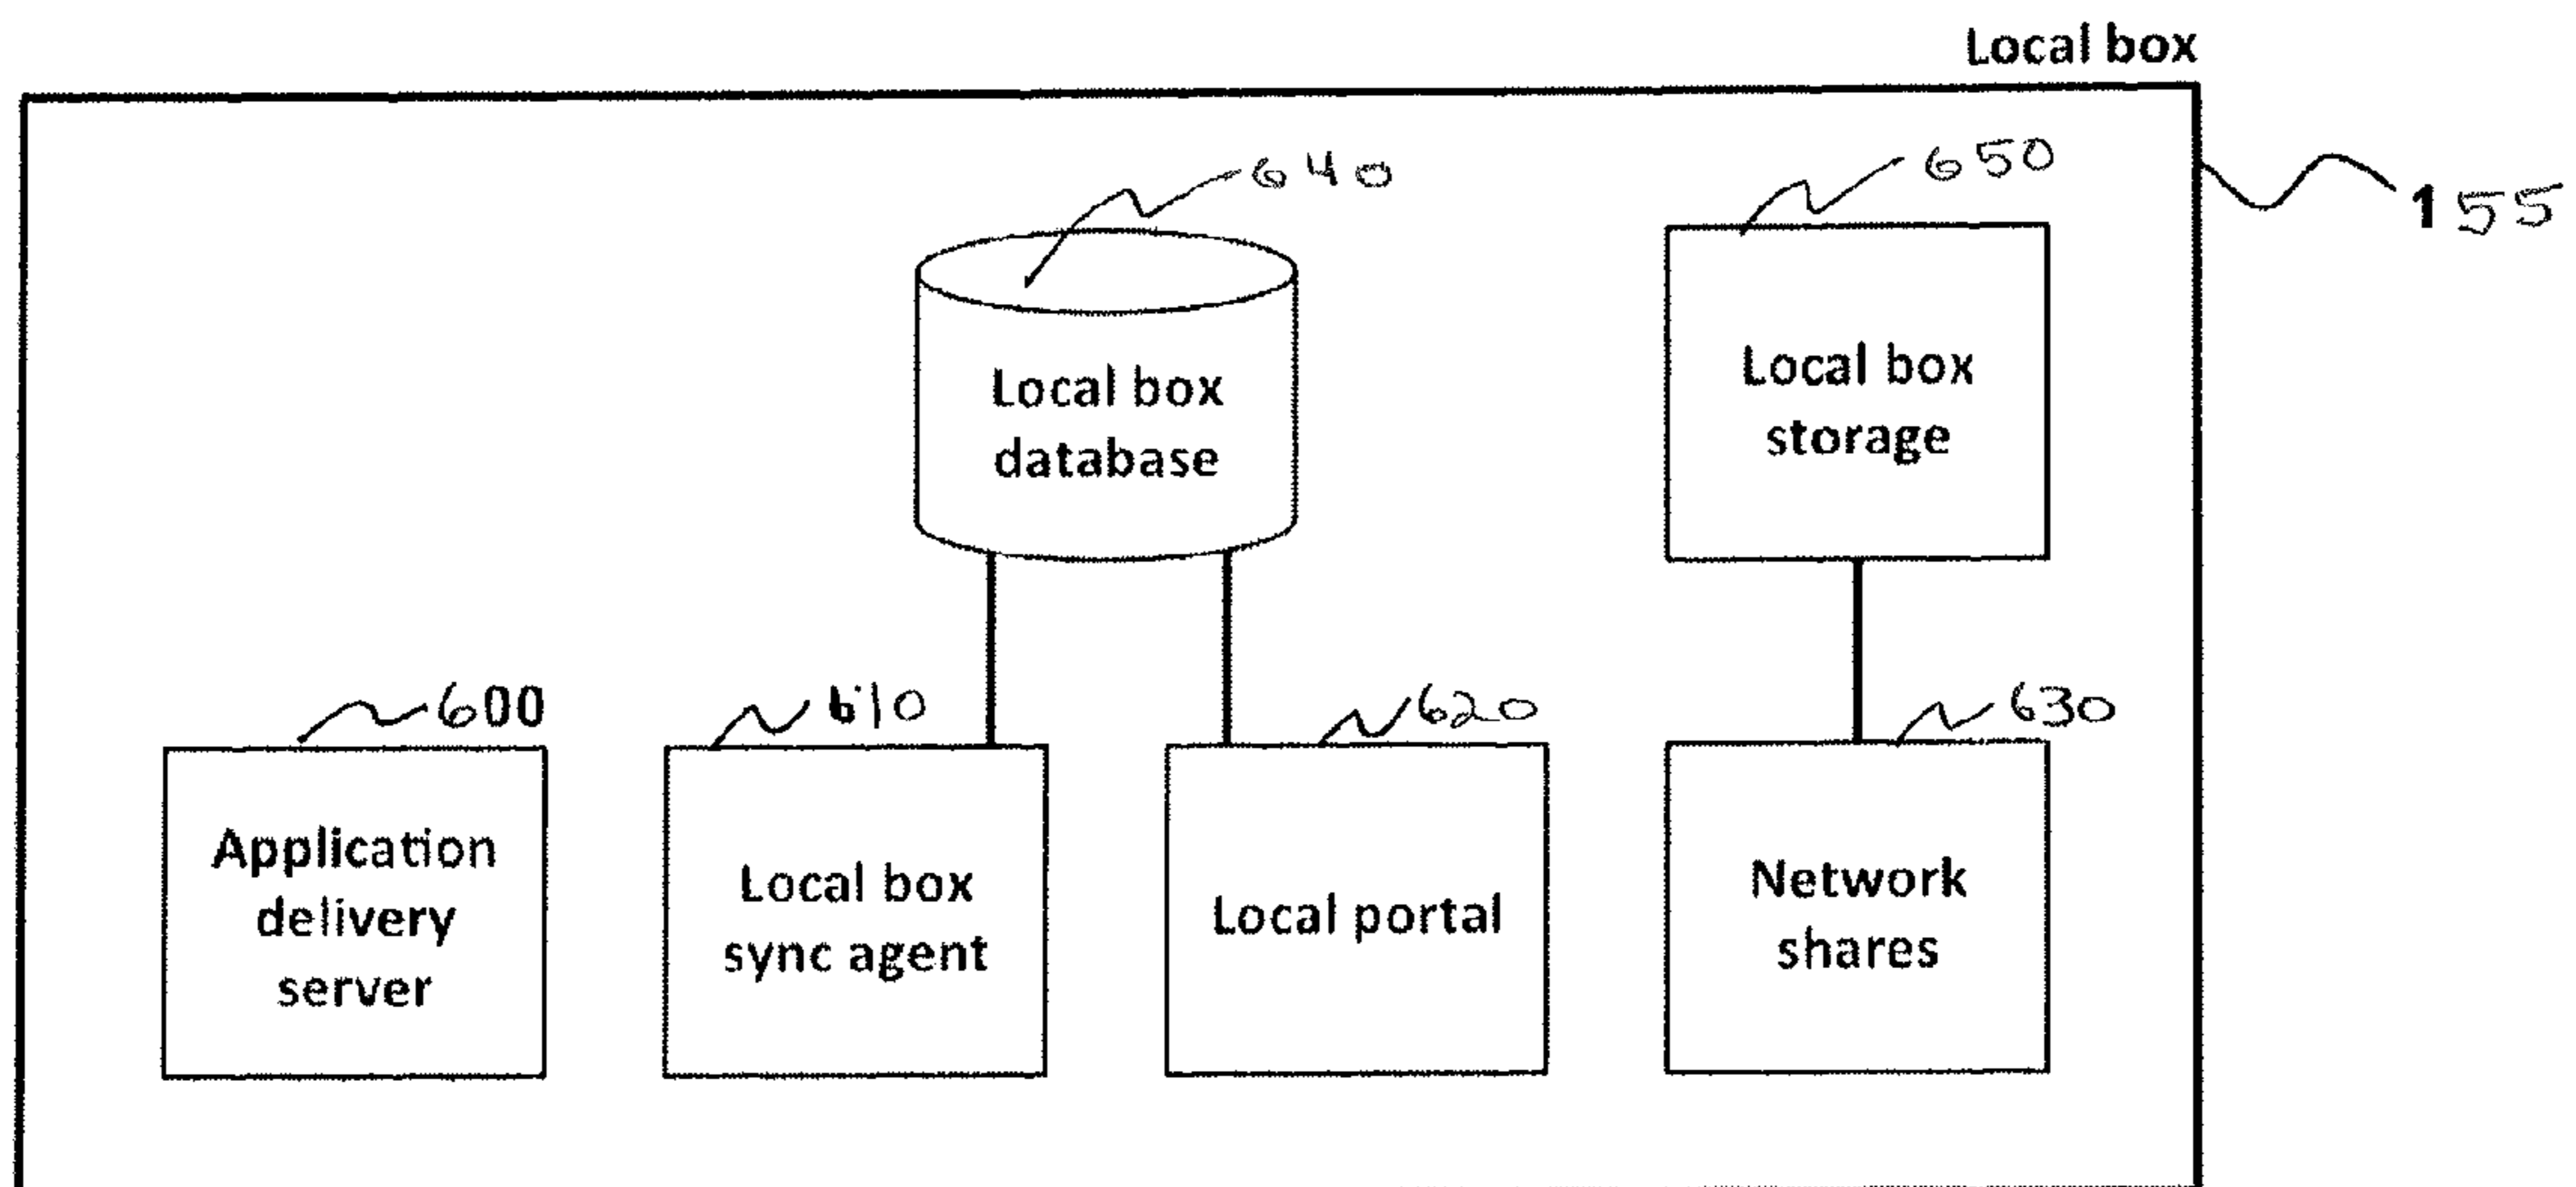 Local box
155
640
650
Local box
database
Local box
storage
600
610
620
630
Application
delivery
server
Local box
sync agent
Local portal
Network
shares